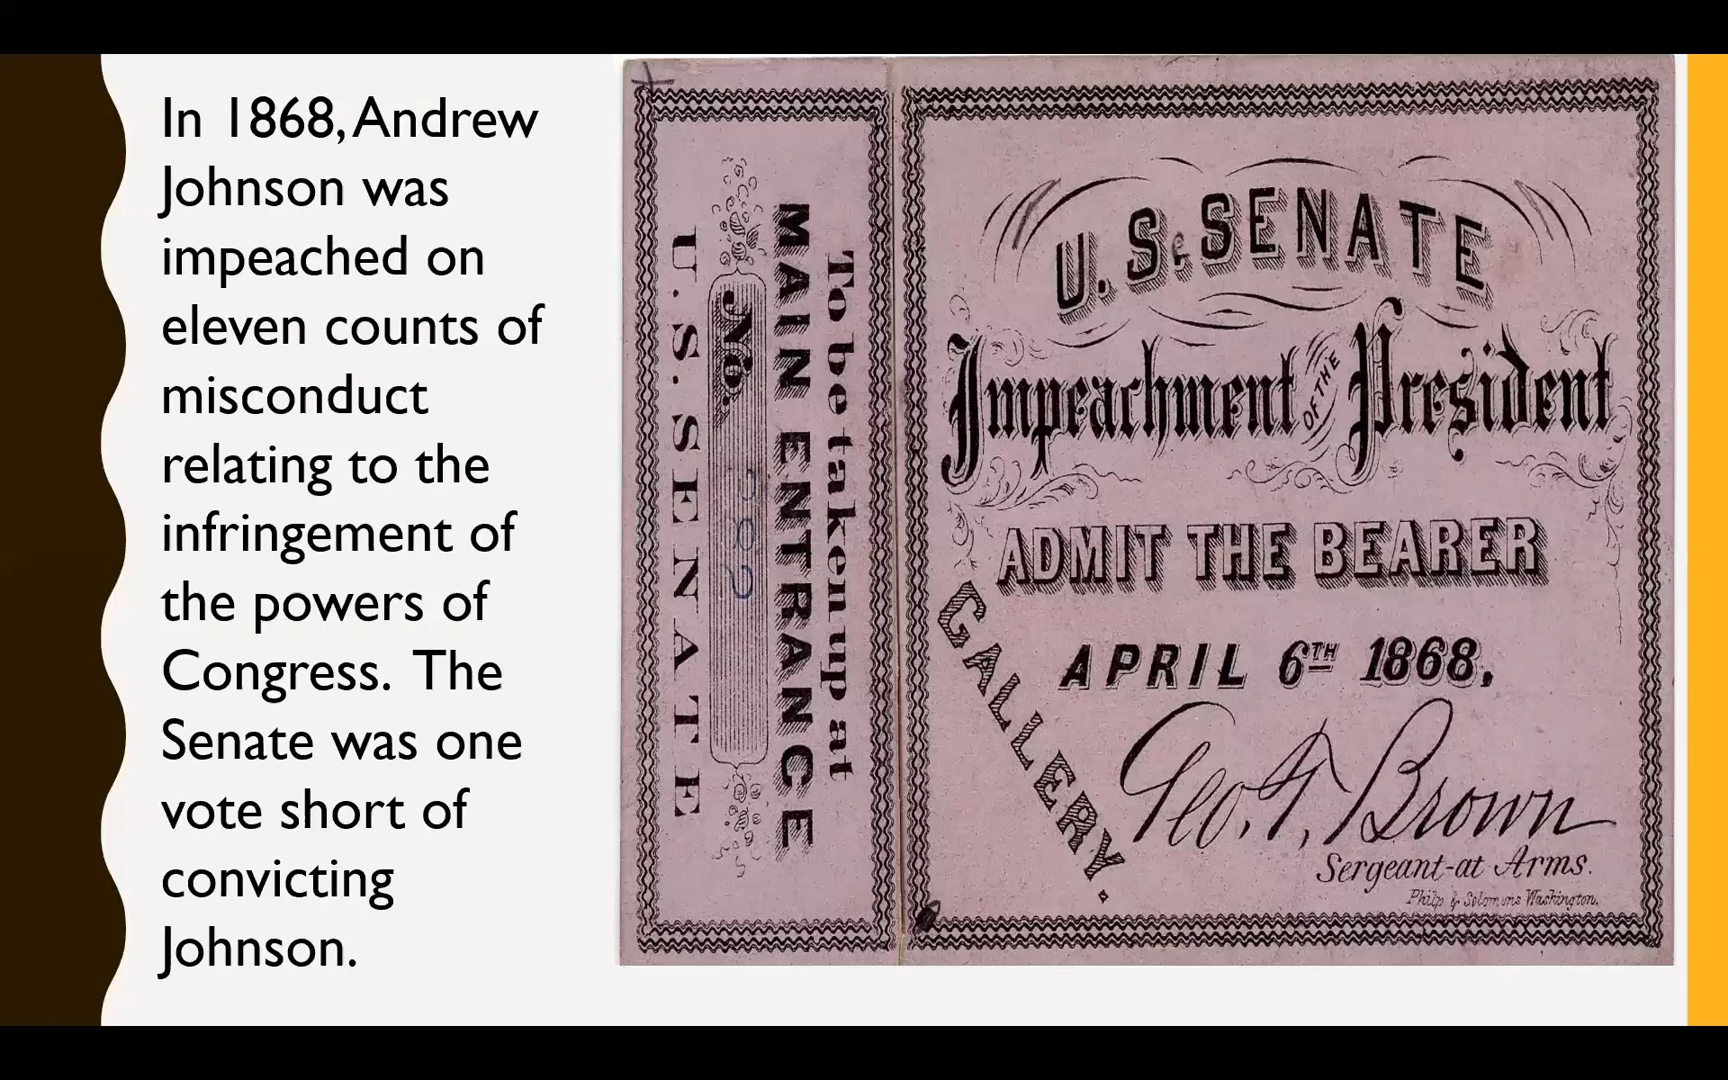 In 1868, Andrew
Johnson was
impeached on
eleven counts of
misconduct
relating to the
infringement of
the powers of
Congress. The
Senate was one
vote short of
convicting
Johnson.
To be taken up at
MAIN ENTRANCE
No.
U.S. SENATE
U.S. SENATE
Impeachment OF THE President
ADMIT THE BEARER
GALLERY.
APRIL 6TH 1868,
Geo. T. Brown
Sergeant-at Arms.
Philp & Solomons Washington.